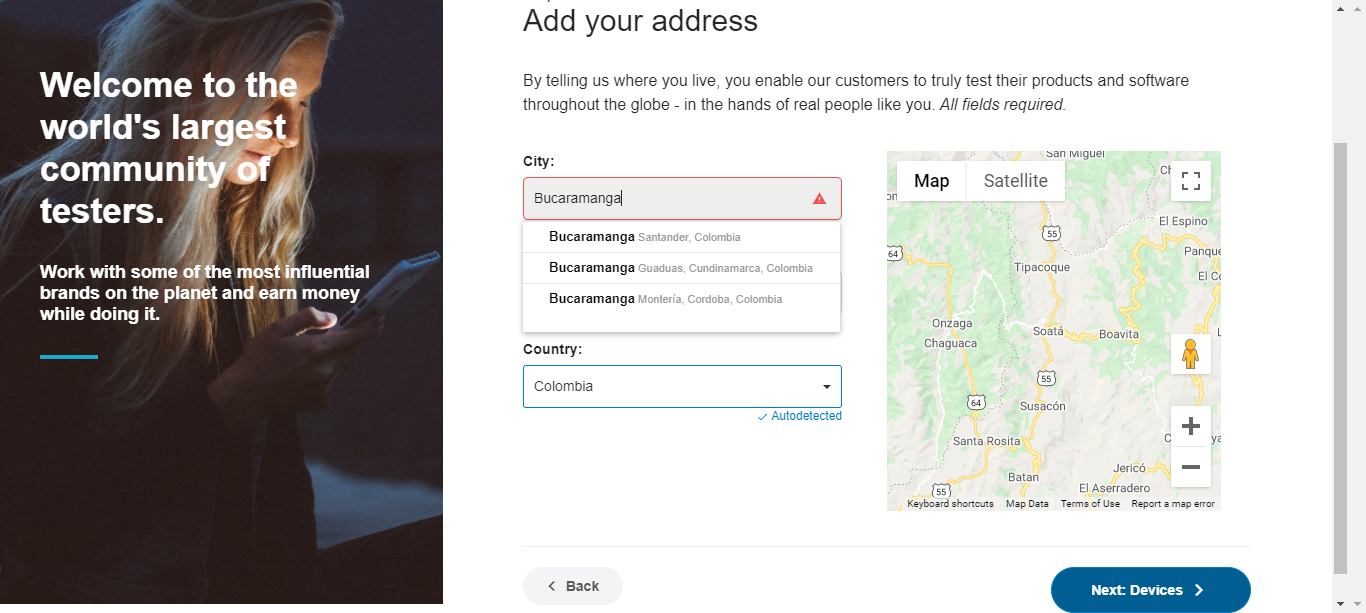 Welcome to the
world's largest
community of
testers.
Work with some of the most influential
brands on the planet and earn money
while doing it.
Add your address
By telling us where you live, you enable our customers to truly test their products and software
throughout the globe - in the hands of real people like you. All fields required.
City:
Bucaramanga
Bucaramanga Santander, Colombia
Bucaramanga Guaduas, Cundinamarca, Colombia
Bucaramanga Montería, Cordoba, Colombia
Country:
Colombia
Autodetected
San Miguel
Map
Satellite
El Espino
55
64
Tipacoque
Onzaga
Soatá
Boavita
Chaguaca
55
64
Susacón
Santa Rosita
Jericó
Batan
55
El Aserradero
Keyboard shortcuts
Map Data
Terms of Use
Report a map error
Back
Next: Devices